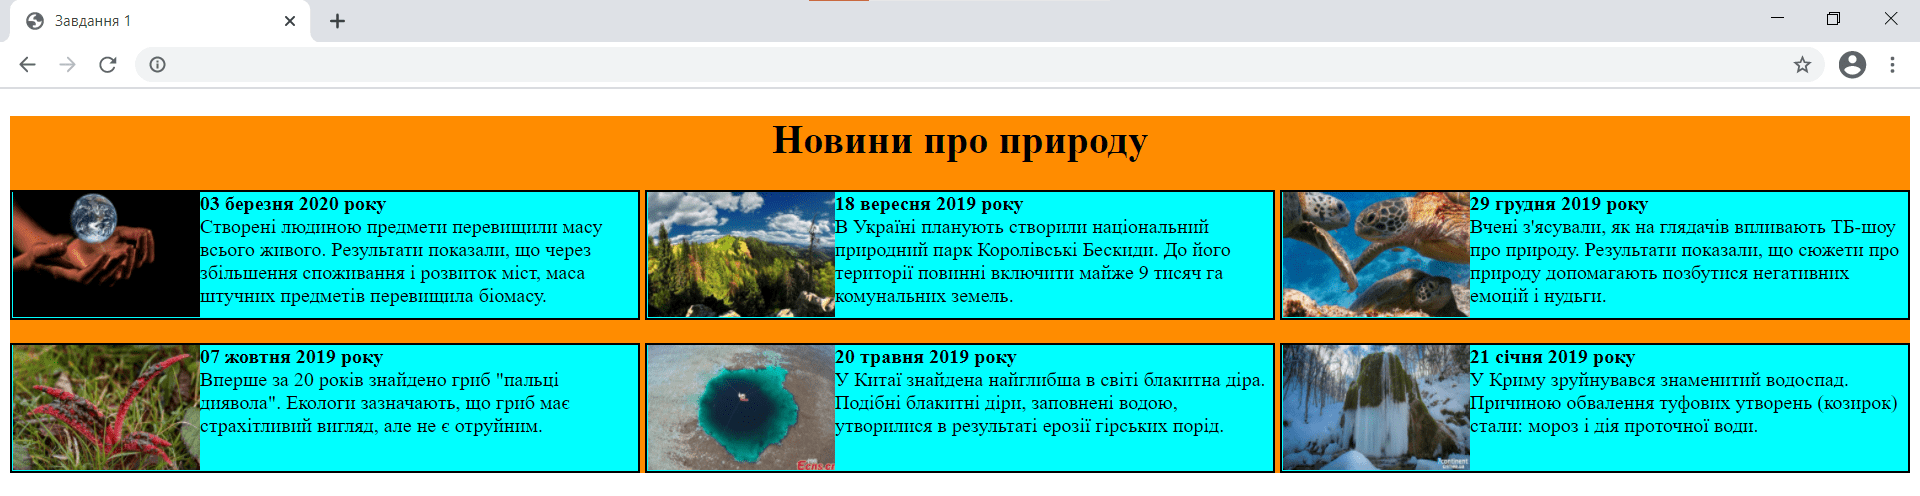 Завдання 1
Новини про природу
03 березня 2020 року
Створені людиною предмети перевищили масу
всього живого. Результати показали, що через
збільшення споживання і розвиток міст, маса
штучних предметів перевищила біомасу.
18 вересня 2019 року
В Україні планують створили національний
природний парк Королівські Бескиди. До його
території повинні включити майже 9 тисяч га
комунальних земель.
29 грудня 2019 року
Вчені з'ясували, як на глядачів впливають ТБ-шоу
про природу. Результати показали, що сюжети про
природу допомагають позбутися негативних
емоцій і нудьги.
07 жовтня 2019 року
Вперше за 20 років знайдено гриб "пальці
диявола". Екологи зазначають, що гриб має
страхітливий вигляд, але не є отруйним.
20 травня 2019 року
У Китаї знайдена найглибша в світі блакитна діра.
Подібні блакитні діри, заповнені водою,
утворилися в результаті ерозії гірських порід.
21 січня 2019 року
У Криму зруйнувався знаменитий водоспад.
Причиною обвалення туфових утворень (козирок)
стали: мороз і дія проточної води.